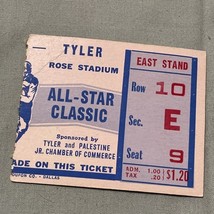 TYLER
ROSE STADIUM
ALL-STAR
CLASSIC
Sponsored by
TYLER and PALESTINE
JR. CHAMBER OF COMMERCE
ADE ON THIS TICKET
EAST STAND
Row 10
Sec. E
Seat 9
ADM. 1.00
TAX .20
$1.20